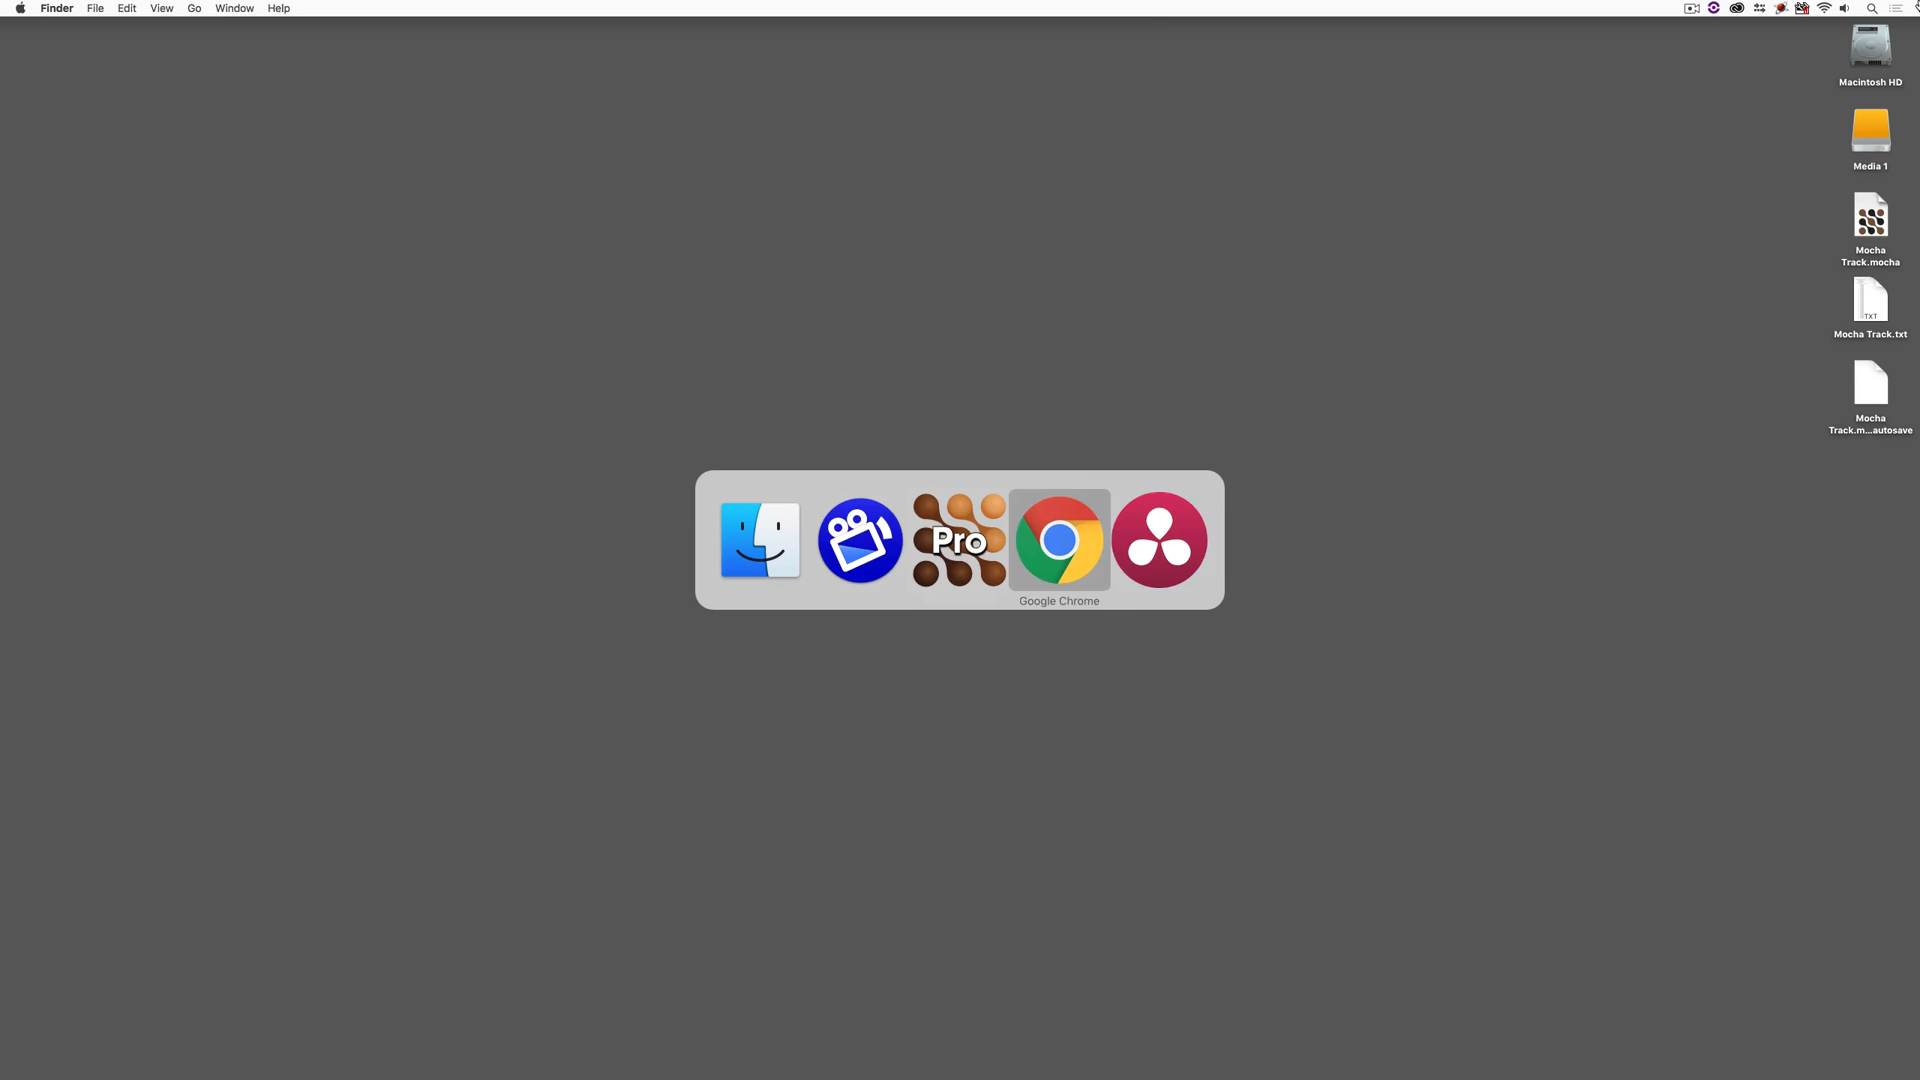 Finder File Edit View Go Window Help
Macintosh HD
Media 1
Mocha
Track.mocha
TXT
Mocha Track.txt
Mocha
Track.m...autosave
Pro
Google Chrome